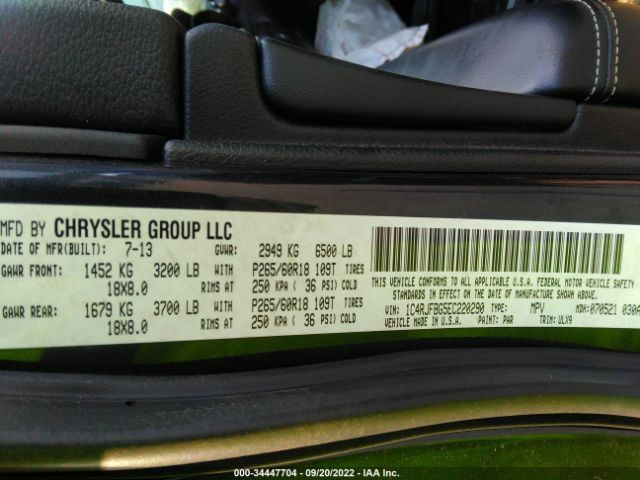 MFD BY CHRYSLER GROUP LLC
DATE OF MFR(BUILT): 7-13 GVWR: 2949 KG 6500 LB
GAWR FRONT: 1452 KG 3200 LB WITH P265/60R18 109T TIRES
18X8.0 RIMS AT 250 KPA ( 36 PSI) COLD
GAWR REAR: 1679 KG 3700 LB WITH P265/60R18 109T TIRES
18X8.0 RIMS AT 250 KPA ( 36 PSI) COLD
THIS VEHICLE CONFORMS TO ALL APPLICABLE U.S.A. FEDERAL MOTOR VEHICLE SAFETY
STANDARDS IN EFFECT ON THE DATE OF MANUFACTURE SHOWN ABOVE.
VIN: 1C4RJFBG5EC220290 TYPE: MPV MDH: 070521 030A
VEHICLE MADE IN U.S.A. PAINT: PAR TRIM: ULX9
000-34447704 - 09/20/2022 - IAA Inc.